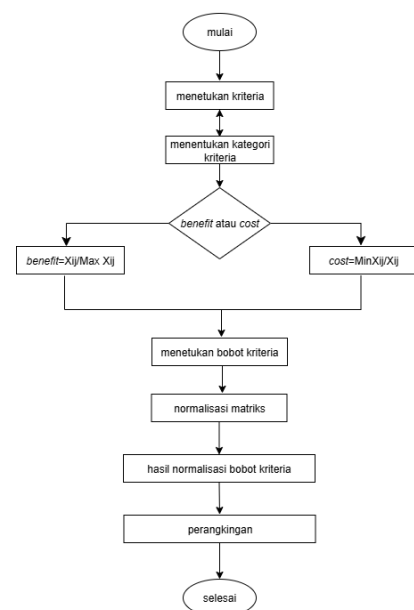 mulai
menetukan kriteria
menentukan kategori
kriteria
benefit atau cost
benefit=Xij/Max Xij
cost=MinXij/Xij
menetukan bobot kriteria
normalisasi matriks
hasil normalisasi bobot kriteria
perangkingan
selesai